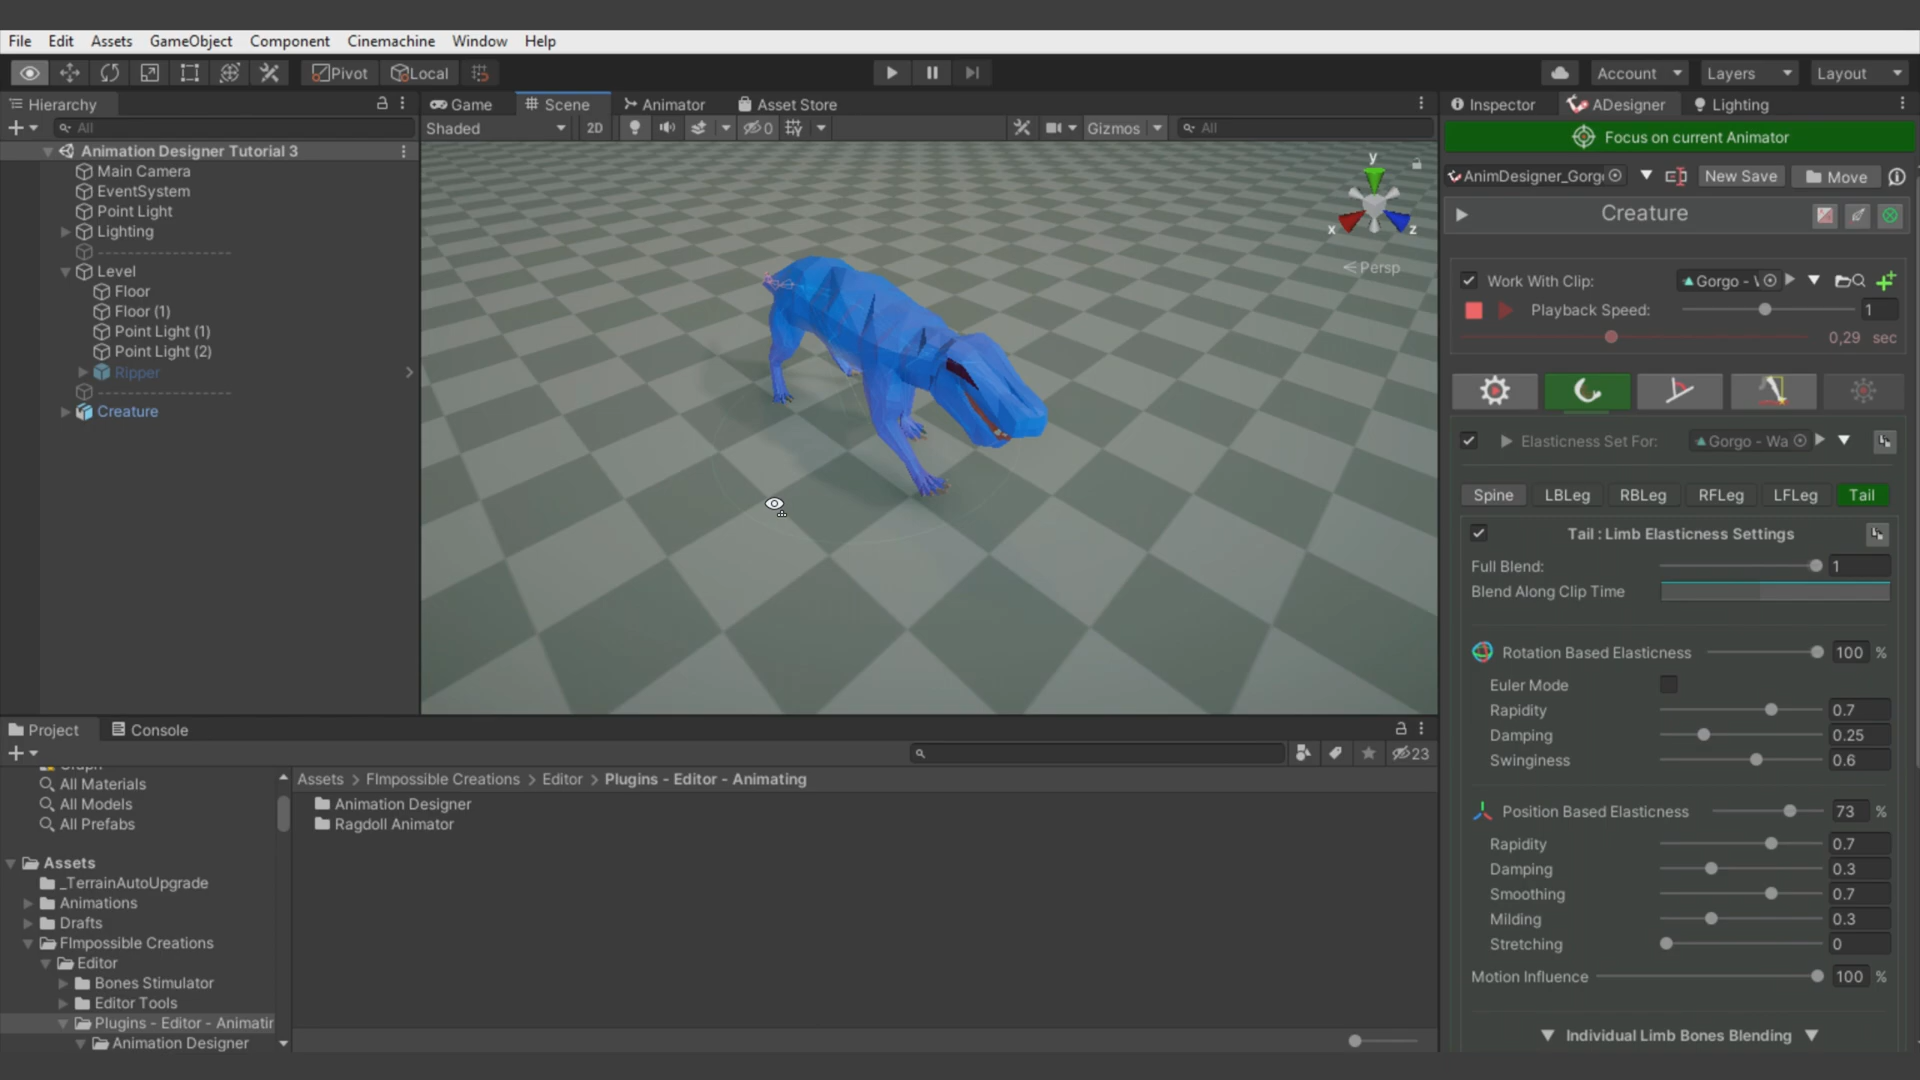 File Edit Assets GameObject Component Cinemachine Window Help
Pivot Local Account Layers Layout
Hierarchy
All
Animation Designer Tutorial 3
Main Camera
EventSystem
Point Light
Lighting
--------------------
Level
Floor
Floor (1)
Point Light (1)
Point Light (2)
Ripper
--------------------
Creature
Game Scene Animator Asset Store
Shaded 2D 0 Gizmos All
y
x z
Persp
Inspector ADesigner Lighting
Focus on current Animator
AnimDesigner_Gorg New Save Move
Creature
Work With Clip: Gorgo - \
Playback Speed: 1
0,29 sec
Elasticness Set For: Gorgo - Wa
Spine LBLeg RBLeg RFLeg LFLeg Tail
Tail : Limb Elasticness Settings
Full Blend: 1
Blend Along Clip Time
Rotation Based Elasticness 100 %
Euler Mode
Rapidity 0.7
Damping 0.25
Swinginess 0.6
Position Based Elasticness 73 %
Rapidity 0.7
Damping 0.3
Smoothing 0.7
Milding 0.3
Stretching 0
Motion Influence 100 %
Individual Limb Bones Blending
Project Console
23
All Materials
All Models
All Prefabs
Assets
_TerrainAutoUpgrade
Animations
Drafts
FImpossible Creations
Editor
Bones Stimulator
Editor Tools
Plugins - Editor - Animatin
Animation Designer
Assets > FImpossible Creations > Editor > Plugins - Editor - Animating
Animation Designer
Ragdoll Animator